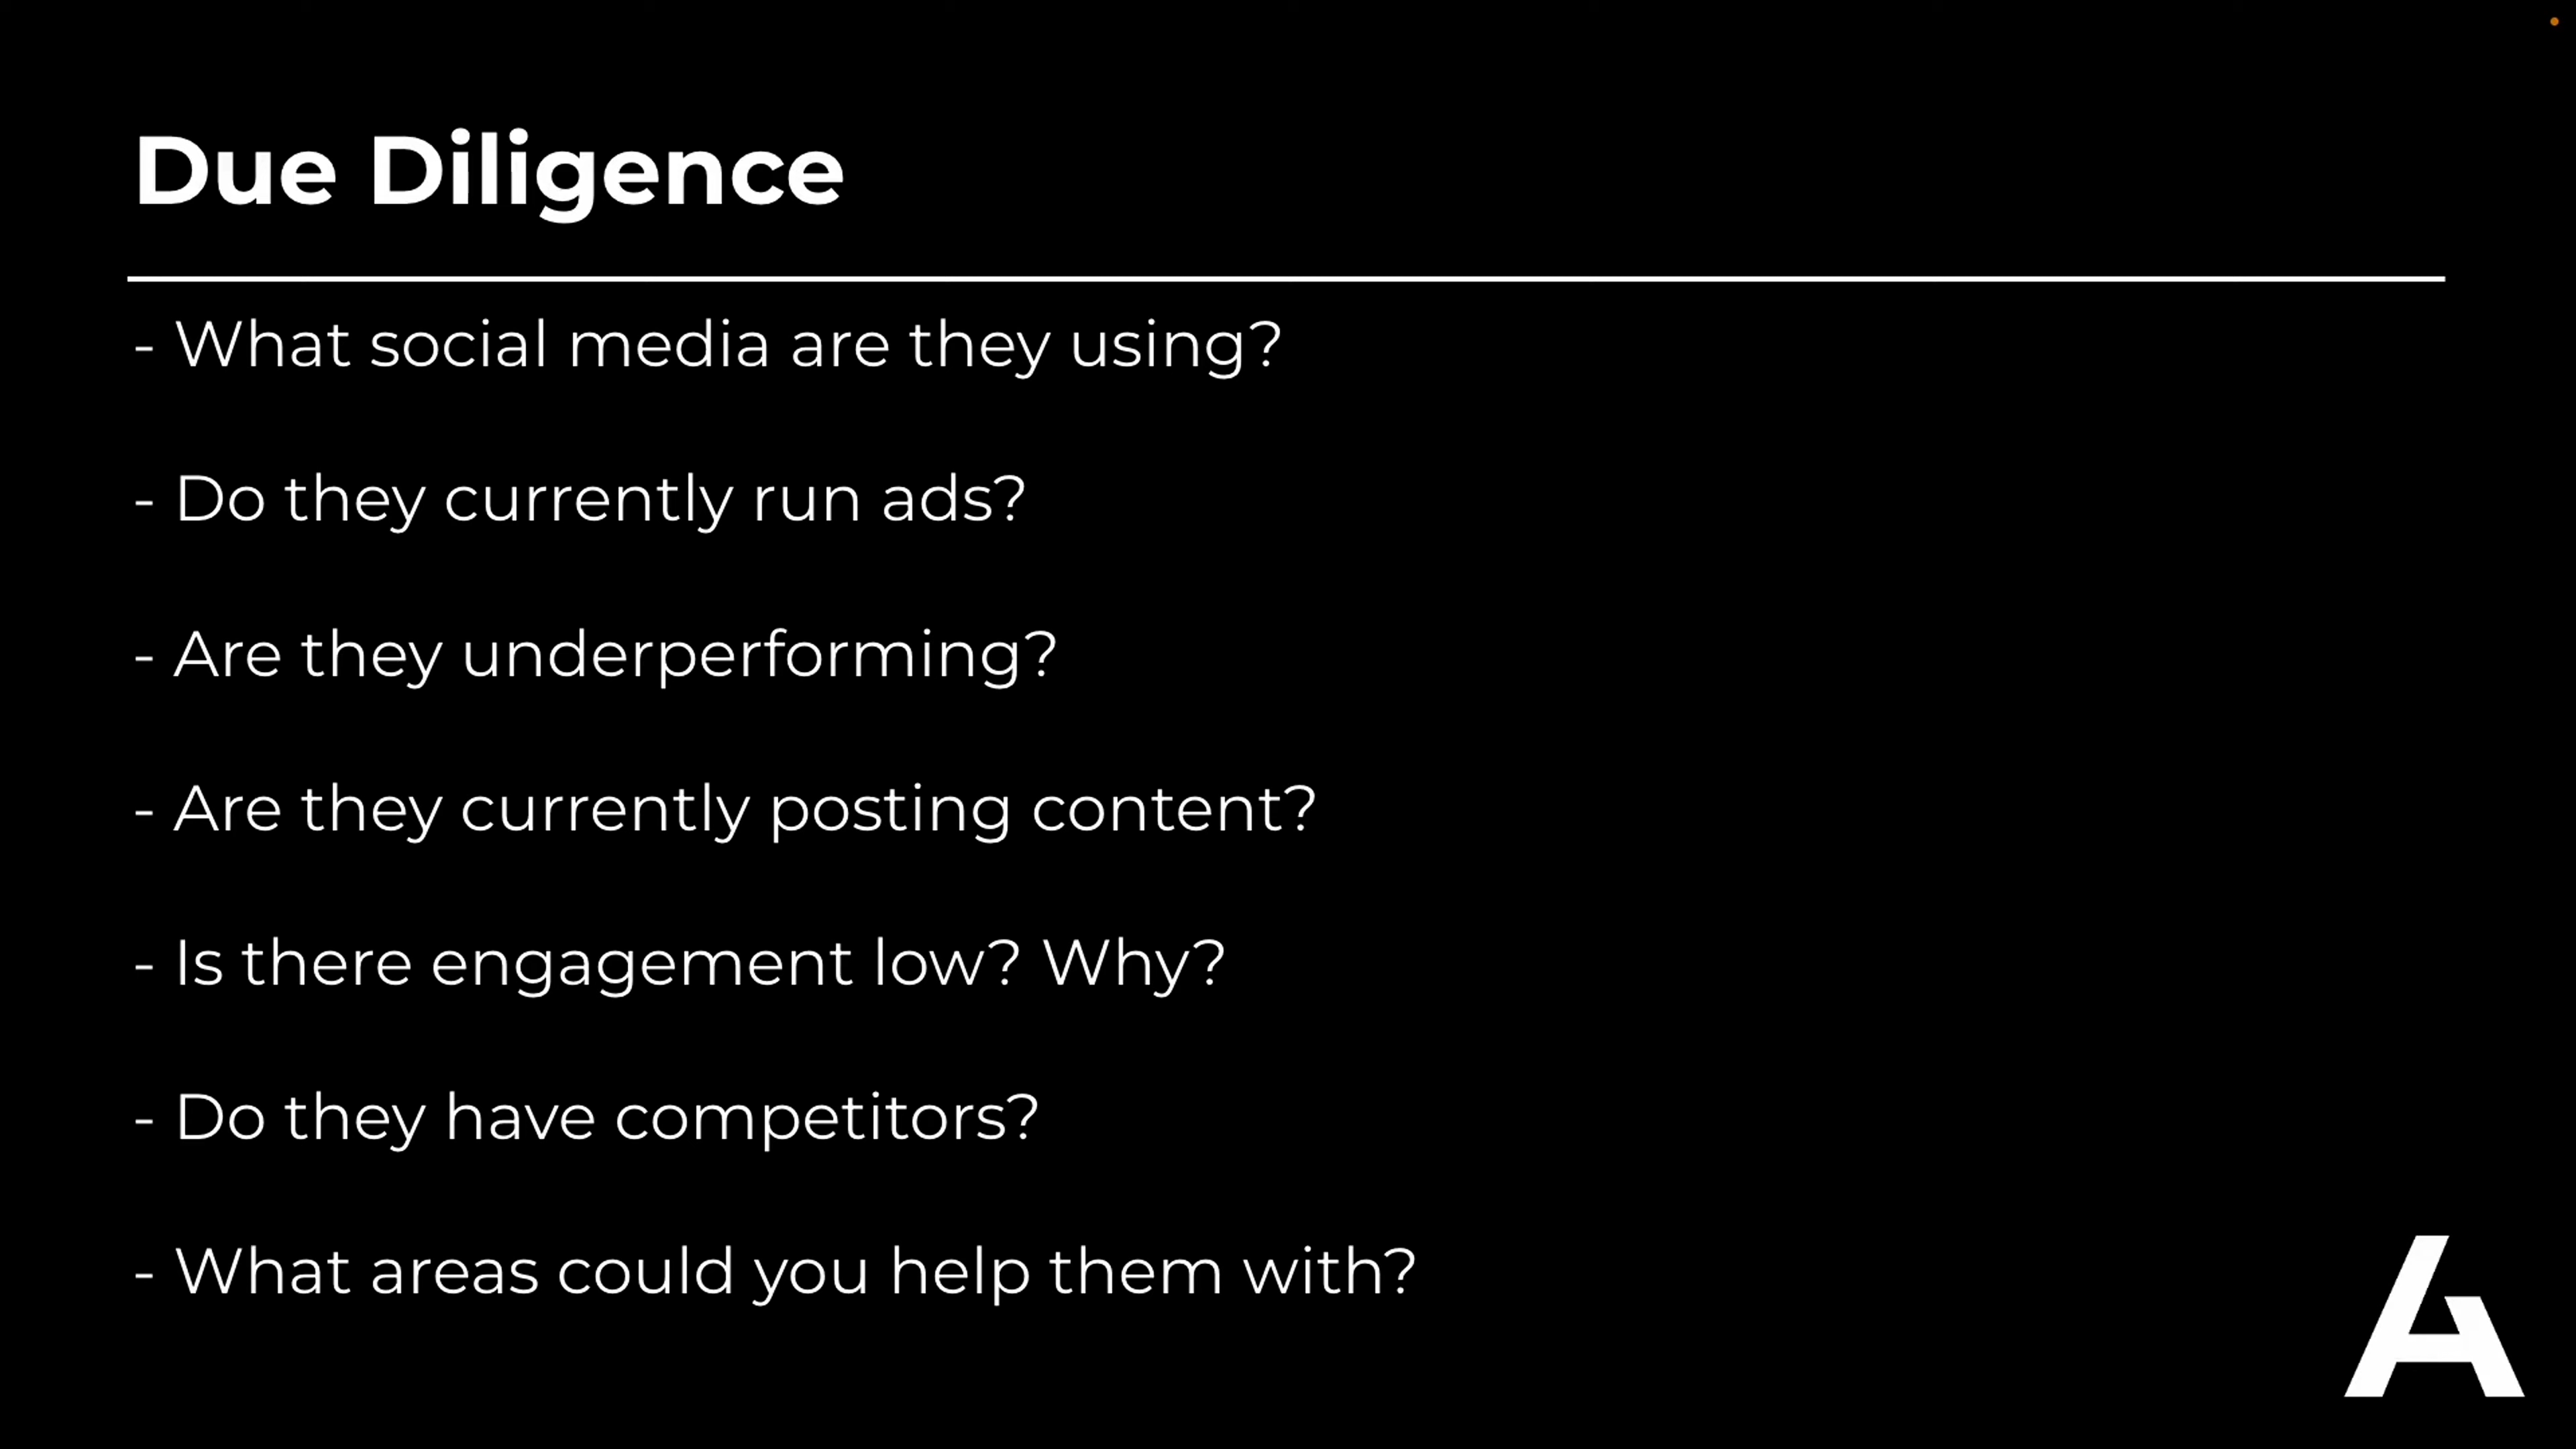 Due Diligence
- What social media are they using?
- Do they currently run ads?
- Are they underperforming?
- Are they currently posting content?
- Is there engagement low? Why?
- Do they have competitors?
- What areas could you help them with?